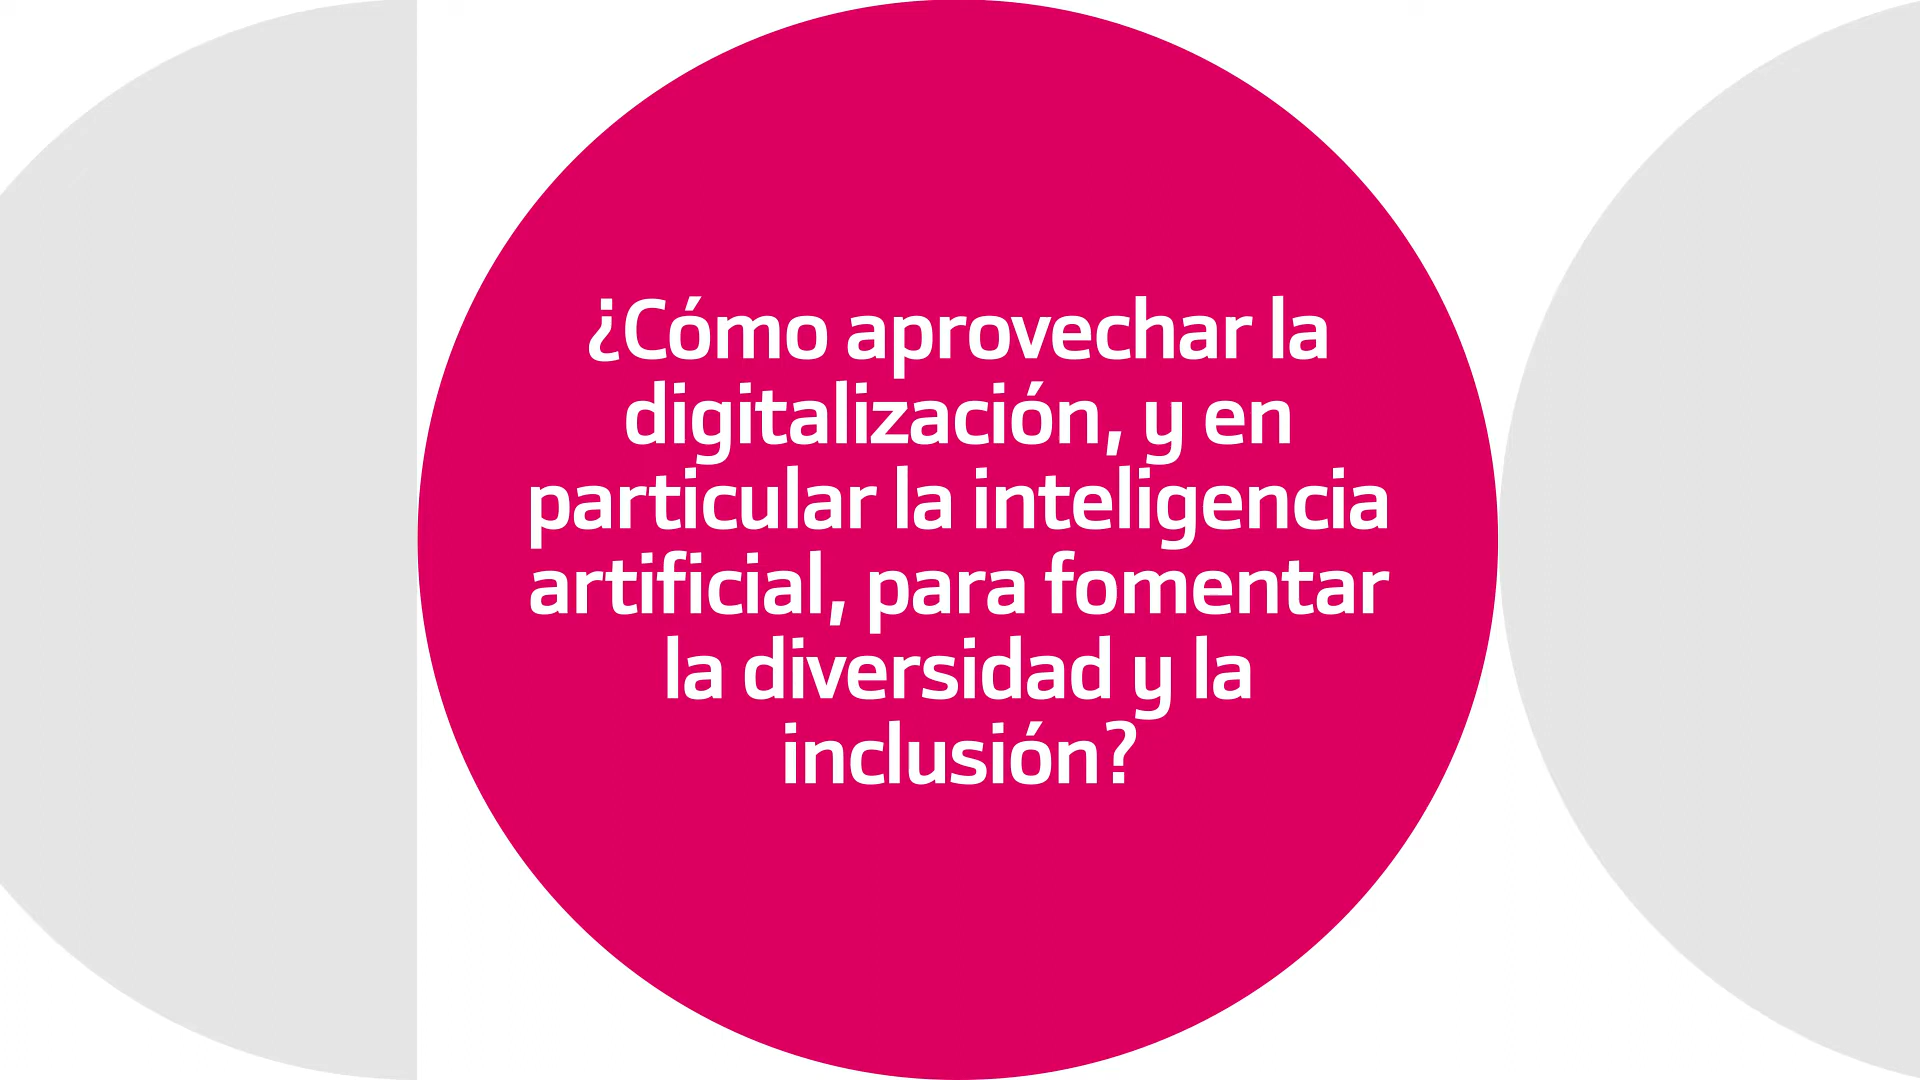 ¿Cómo aprovechar la
digitalización, y en
particular la inteligencia
artificial, para fomentar
la diversidad y la
inclusión?